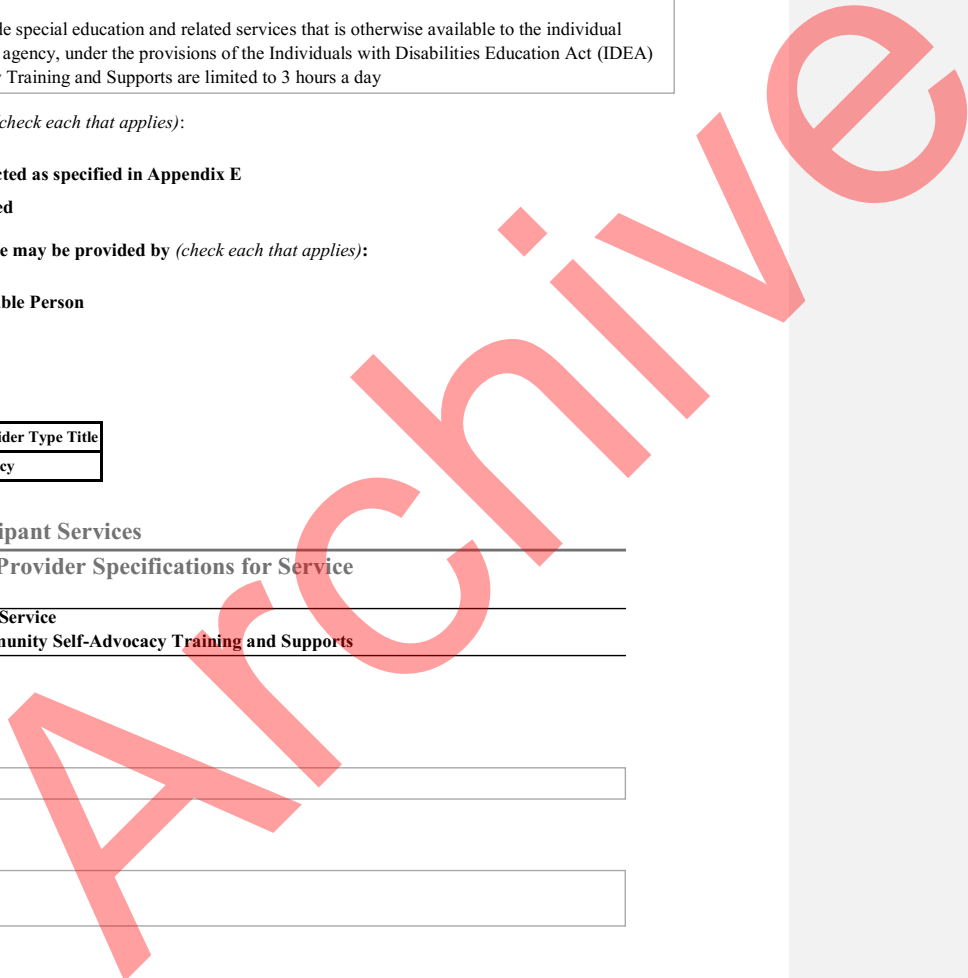 le special education and related services that is otherwise available to the individual
agency, under the provisions of the Individuals with Disabilities Education Act (IDEA)
Training and Supports are limited to 3 hours a day
check each that applies):
cted as specified in Appendix E
ed
e may be provided by (check each that applies):
ble Person
ider Type Title
cy
ipant Services
Provider Specifications for Service
Service
unity Self-Advocacy Training and Supports
Archive